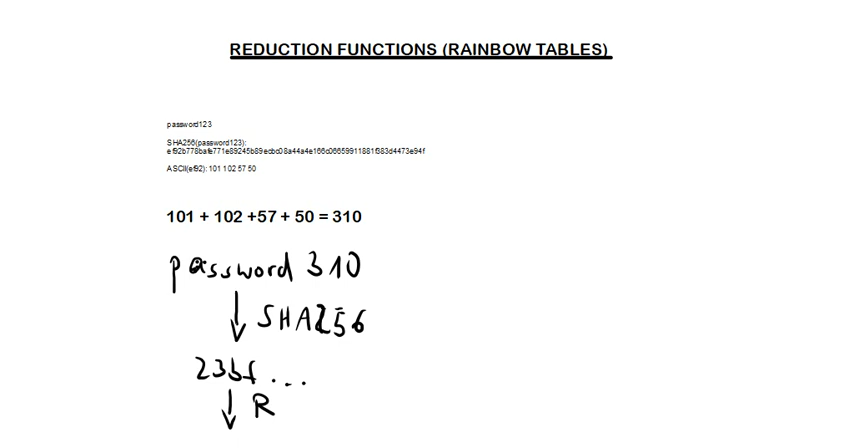 REDUCTION FUNCTIONS (RAINBOW TABLES)
password123
SHA256(password123):
ef92b778bafe771e89245b89ecbc08a44a4e166c06659911881f383d4473e94f
ASCII(ef92): 101 102 57 50
101 + 102 +57 + 50 = 310
password 310
SHA256
23bf...
R